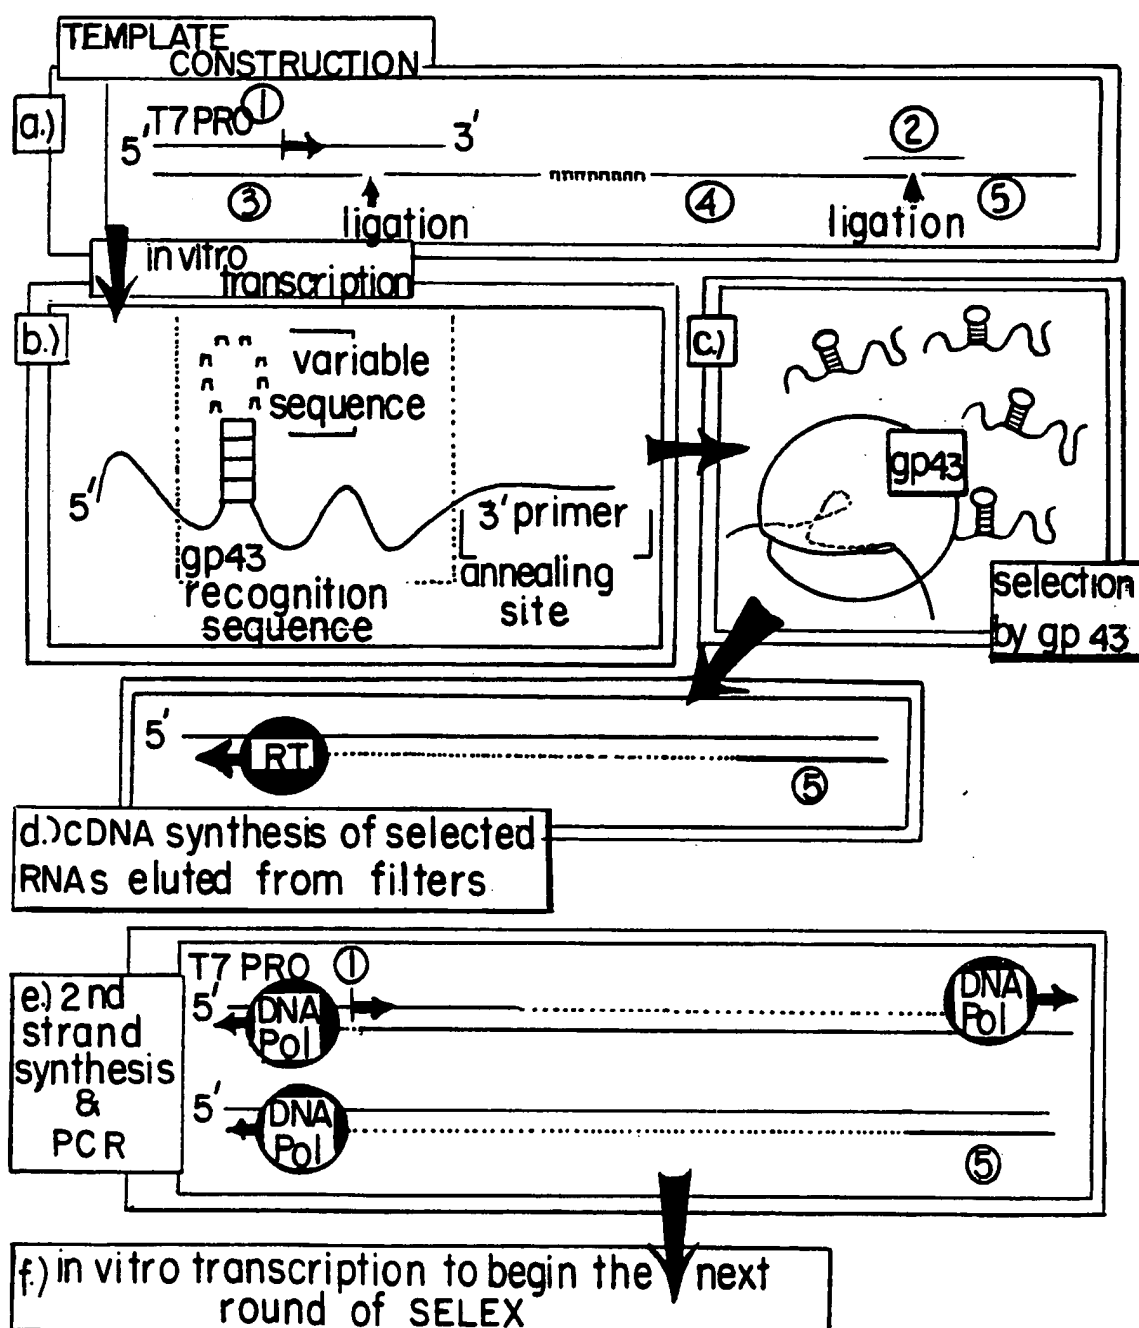 TEMPLATE
CONSTRUCTION
a.)
T7 PRO ①
5' 3'
②
③ ④ ⑤
ligation ligation
in vitro
transcription
b.)
variable
sequence
5'
gp43
recognition
sequence
3' primer
annealing
site
c.)
gp43
selection
by gp 43
5'
RT.
⑤
d.) cDNA synthesis of selected
RNAs eluted from filters
e.) 2nd
strand
synthesis
&
PCR
T7 PRO ①
5' DNA
Pol
DNA
Pol
5' DNA
Pol
⑤
f.) in vitro transcription to begin the next
round of SELEX